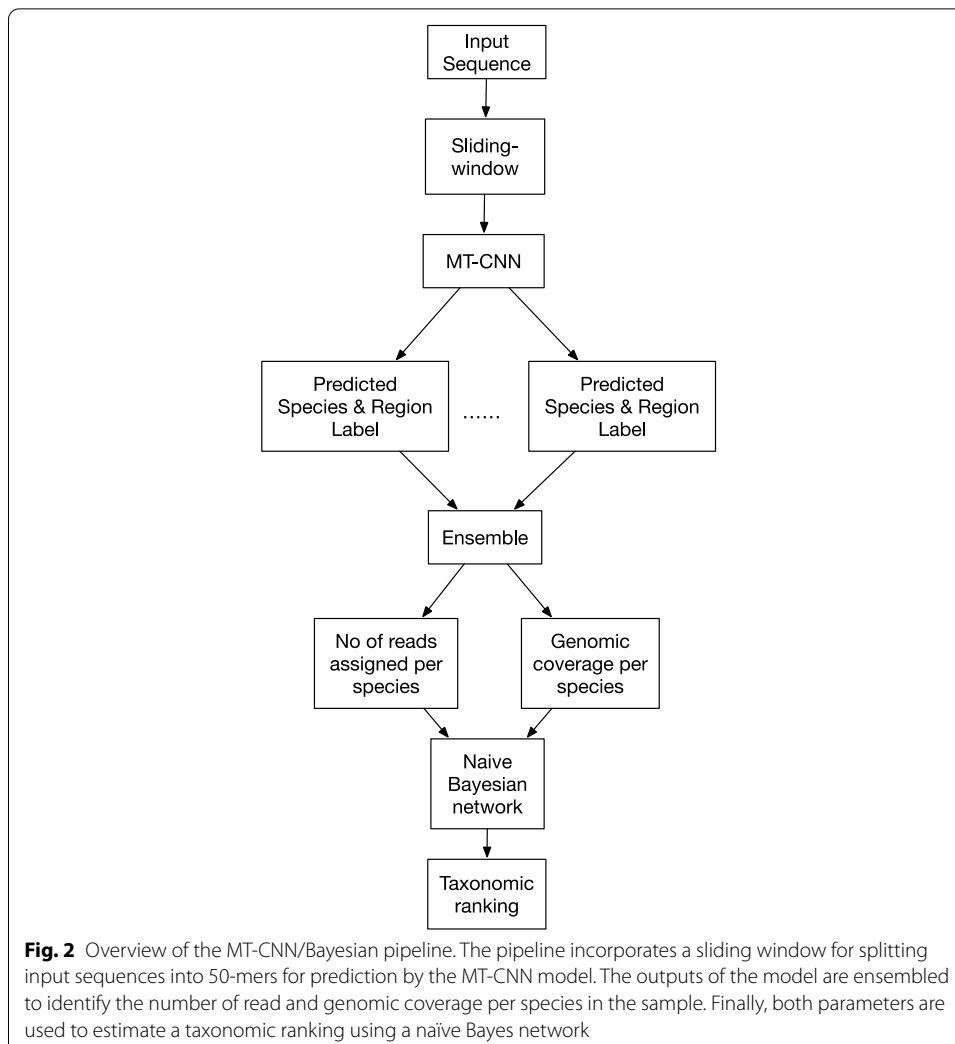 Input
Sequence
Sliding-
window
MT-CNN
Predicted
Species & Region
Label
......
Predicted
Species & Region
Label
Ensemble
No of reads
assigned per
species
Genomic
coverage per
species
Naive
Bayesian
network
Taxonomic
ranking
Fig. 2 Overview of the MT-CNN/Bayesian pipeline. The pipeline incorporates a sliding window for splitting
input sequences into 50-mers for prediction by the MT-CNN model. The outputs of the model are ensembled
to identify the number of read and genomic coverage per species in the sample. Finally, both parameters are
used to estimate a taxonomic ranking using a naïve Bayes network